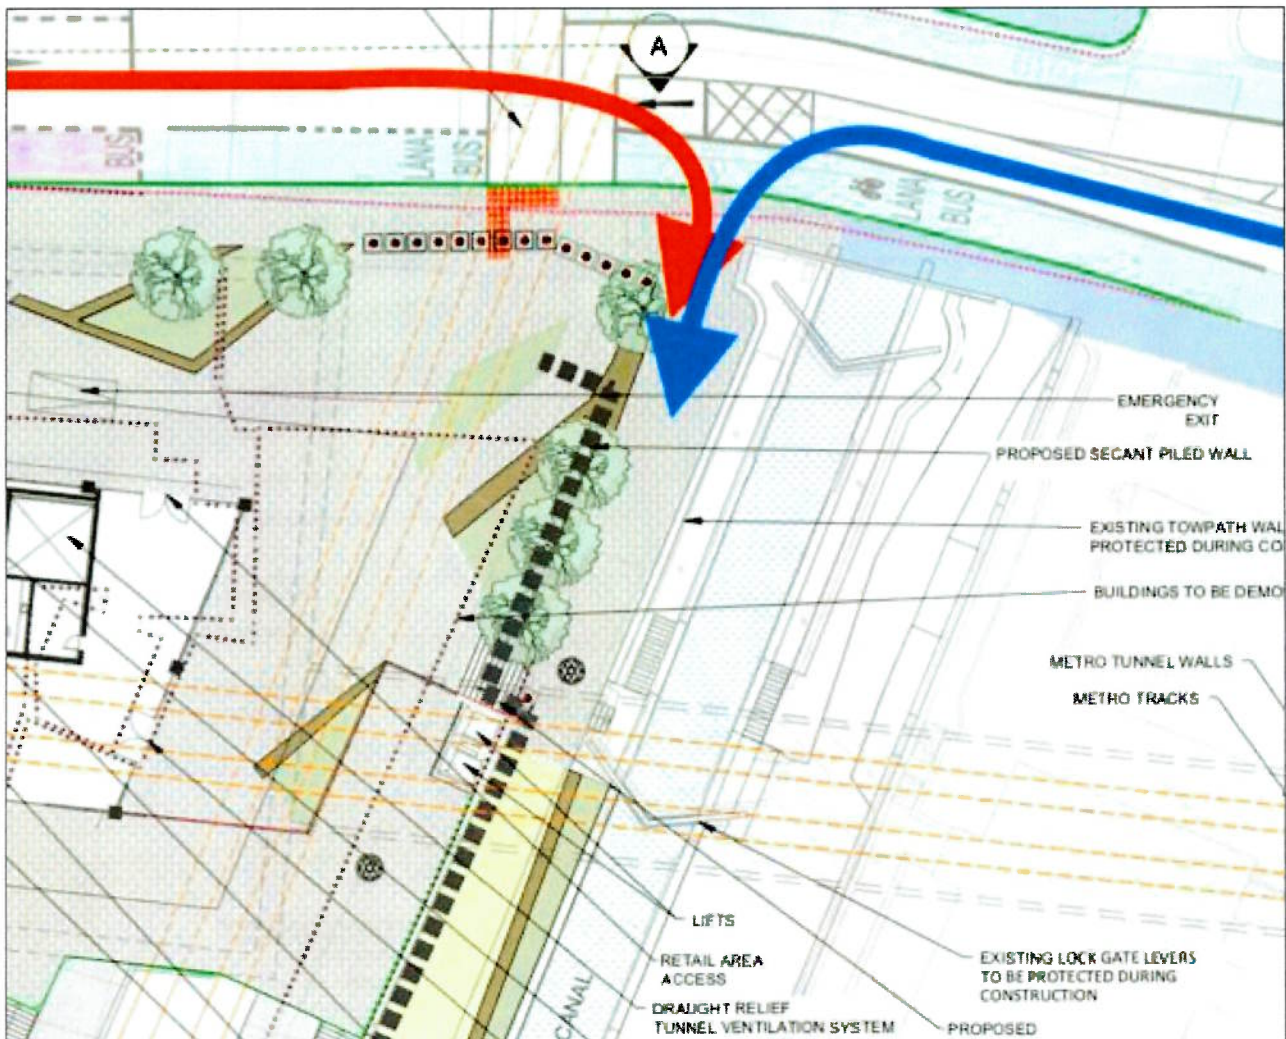 A
BUS
LÁNA
BUS
LÁNA
BUS
EMERGENCY
EXIT
PROPOSED SECANT PILED WALL
EXISTING TOWPATH WAL
PROTECTED DURING CO
BUILDINGS TO BE DEMO
METRO TUNNEL WALLS
METRO TRACKS
LIFTS
RETAIL AREA
ACCESS
DRAUGHT RELIEF
TUNNEL VENTILATION SYSTEM
EXISTING LOCK GATE LEVERS
TO BE PROTECTED DURING
CONSTRUCTION
PROPOSED
CANAL